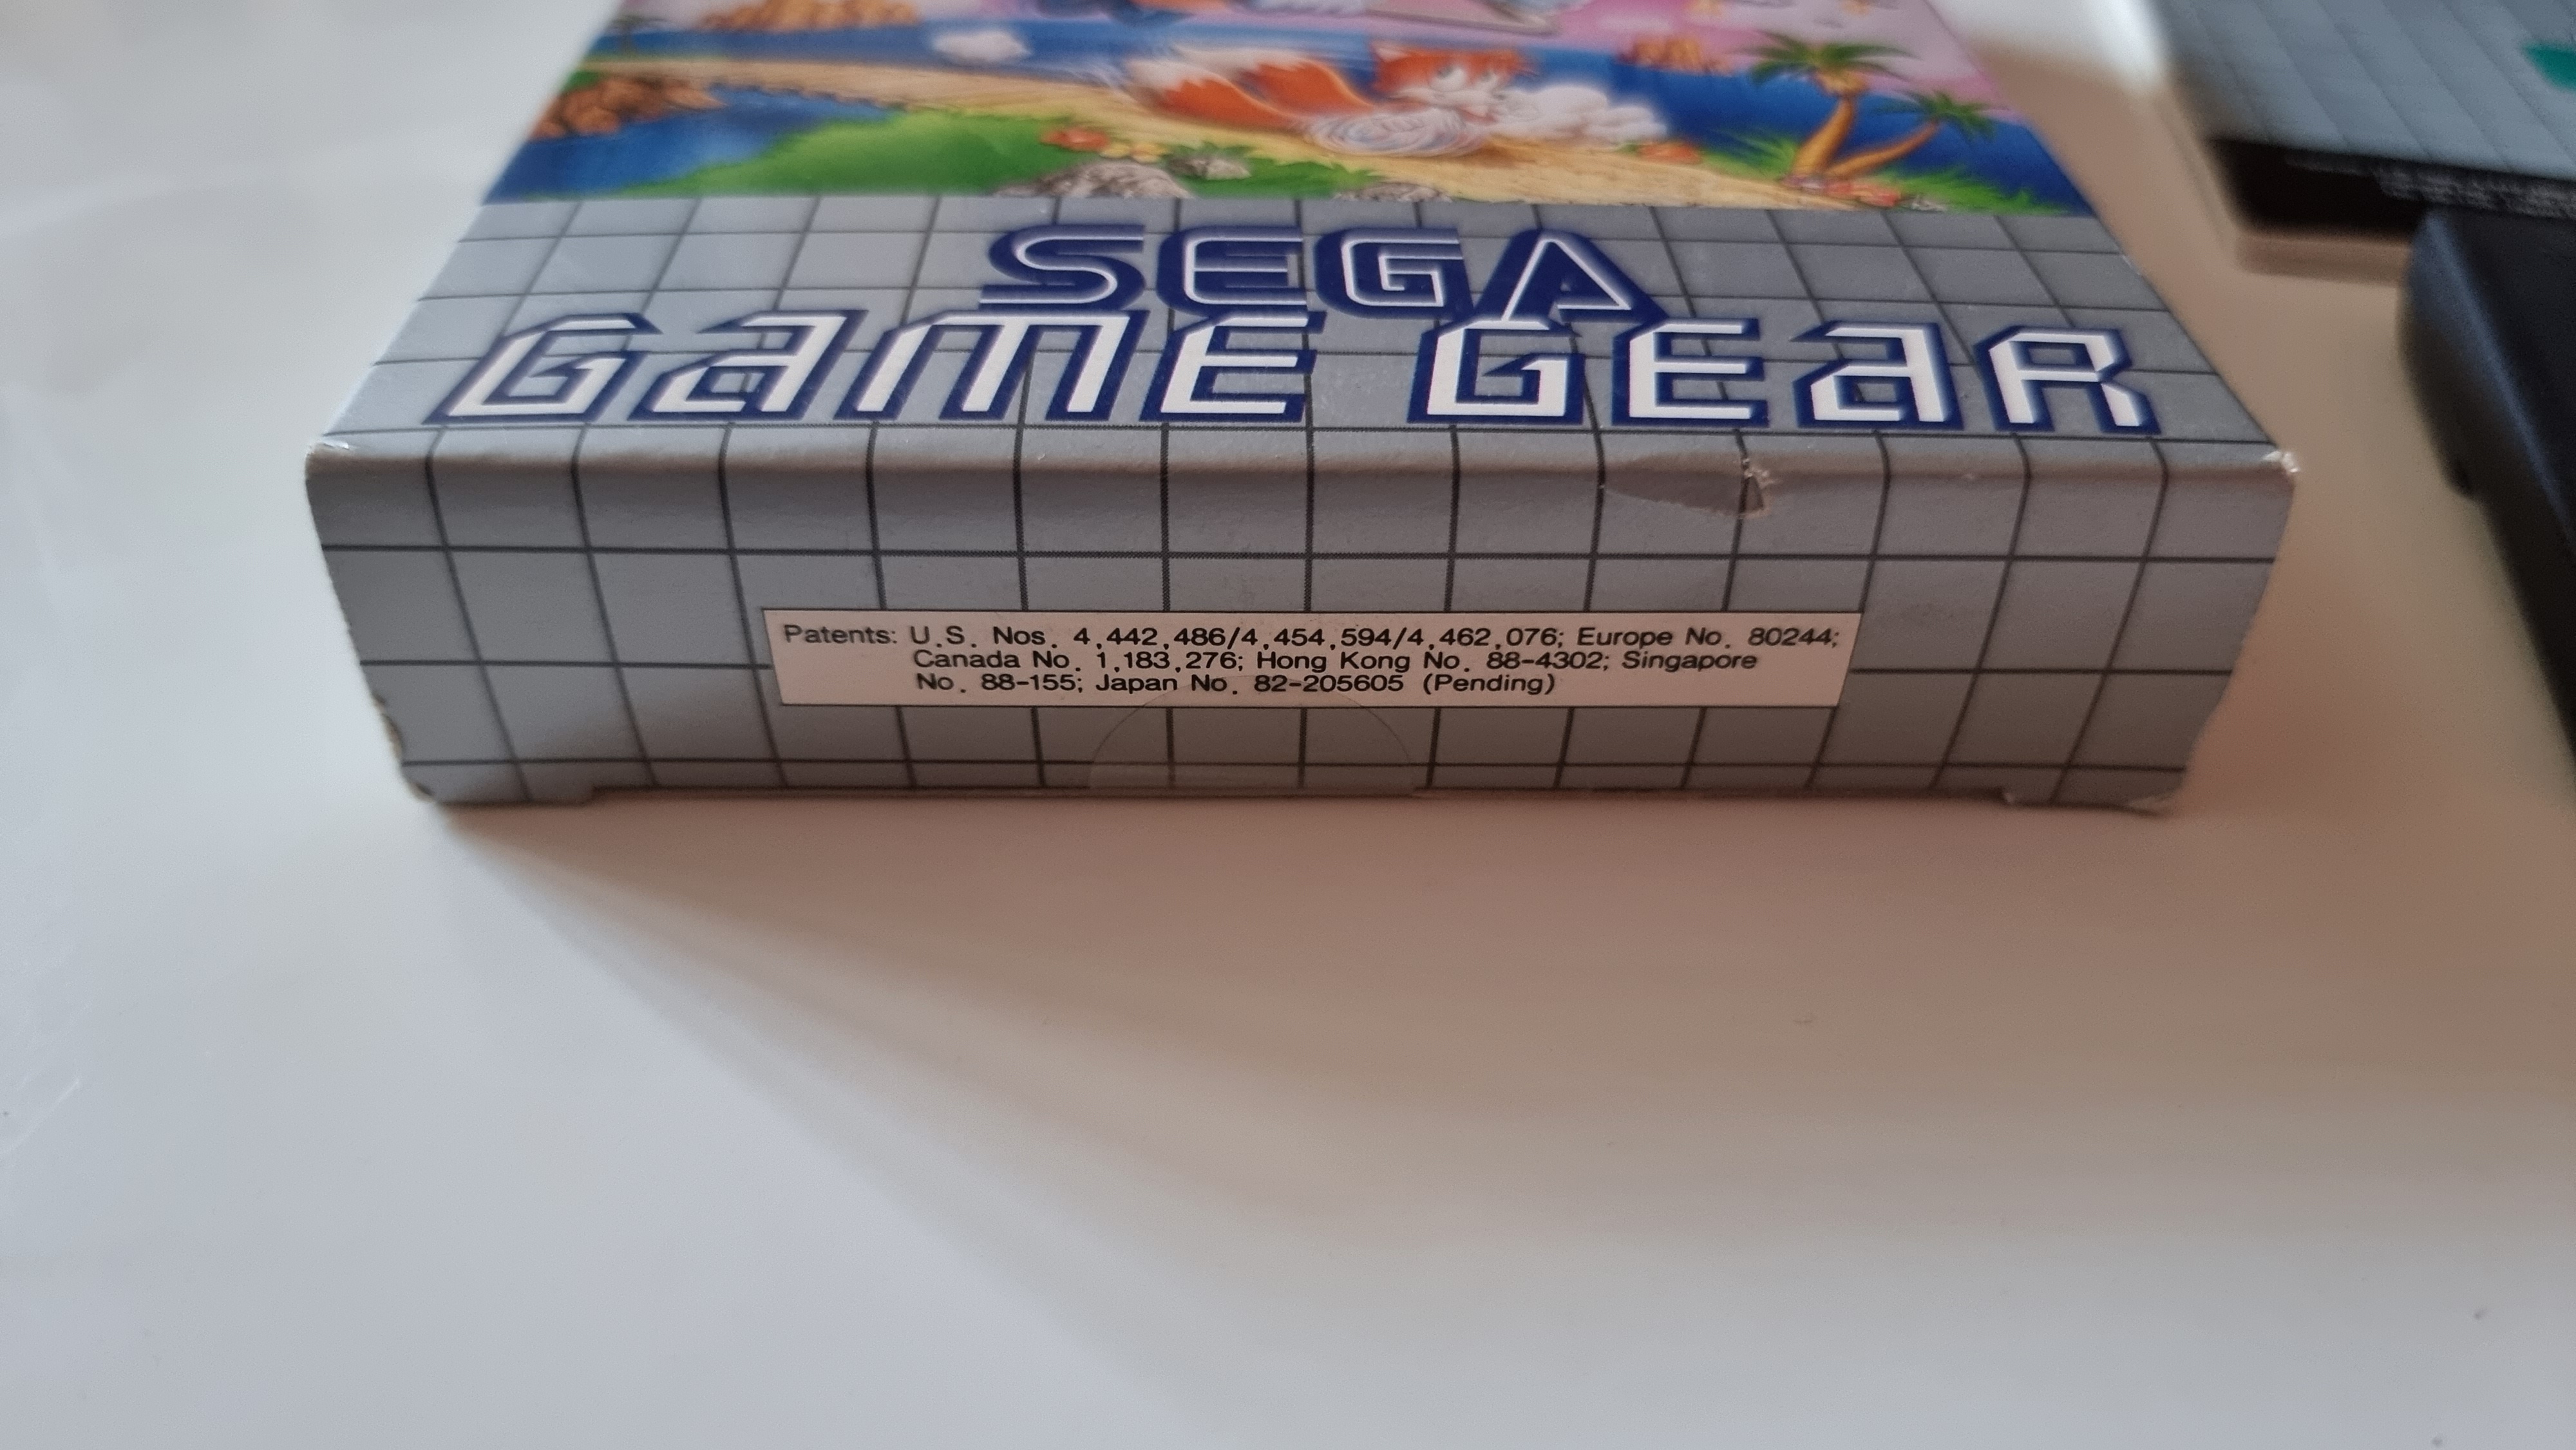 SEGA
GAME GEAR
Patents: U.S. Nos. 4,442,486/4,454,594/4,462,076; Europe No. 80244;
Canada No. 1,183,276; Hong Kong No. 88-4302; Singapore
No. 88-155; Japan No. 82-205605 (Pending)